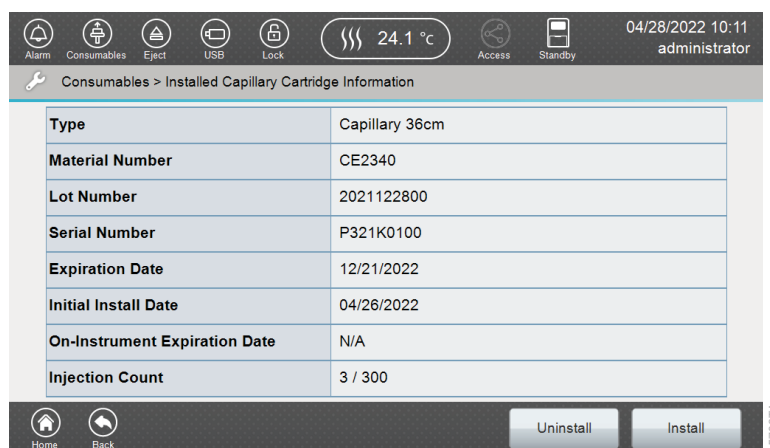 04/28/2022 10:11
24.1 °C
administrator
Alarm Consumables Eject USB Lock Access Standby
Consumables > Installed Capillary Cartridge Information
Type Capillary 36cm
Material Number CE2340
Lot Number 2021122800
Serial Number P321K0100
Expiration Date 12/21/2022
Initial Install Date 04/26/2022
On-Instrument Expiration Date N/A
Injection Count 3 / 300
Uninstall Install
Home Back